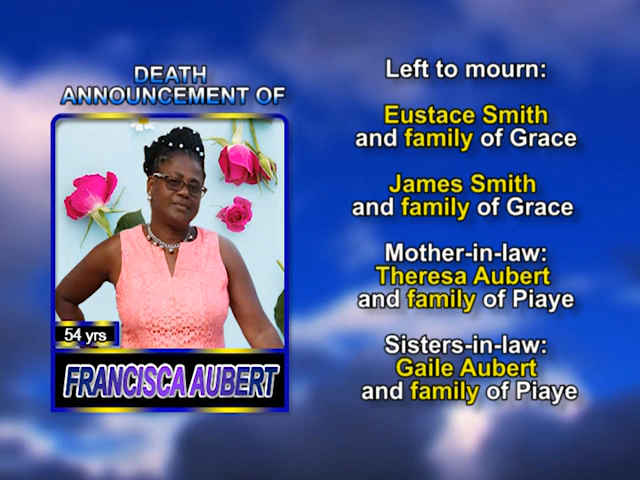 DEATH
ANNOUNCEMENT OF
54 yrs
FRANCISCA AUBERT
Left to mourn:
Eustace Smith
and family of Grace
James Smith
and family of Grace
Mother-in-law:
Theresa Aubert
and family of Piaye
Sisters-in-law:
Gaile Aubert
and family of Piaye